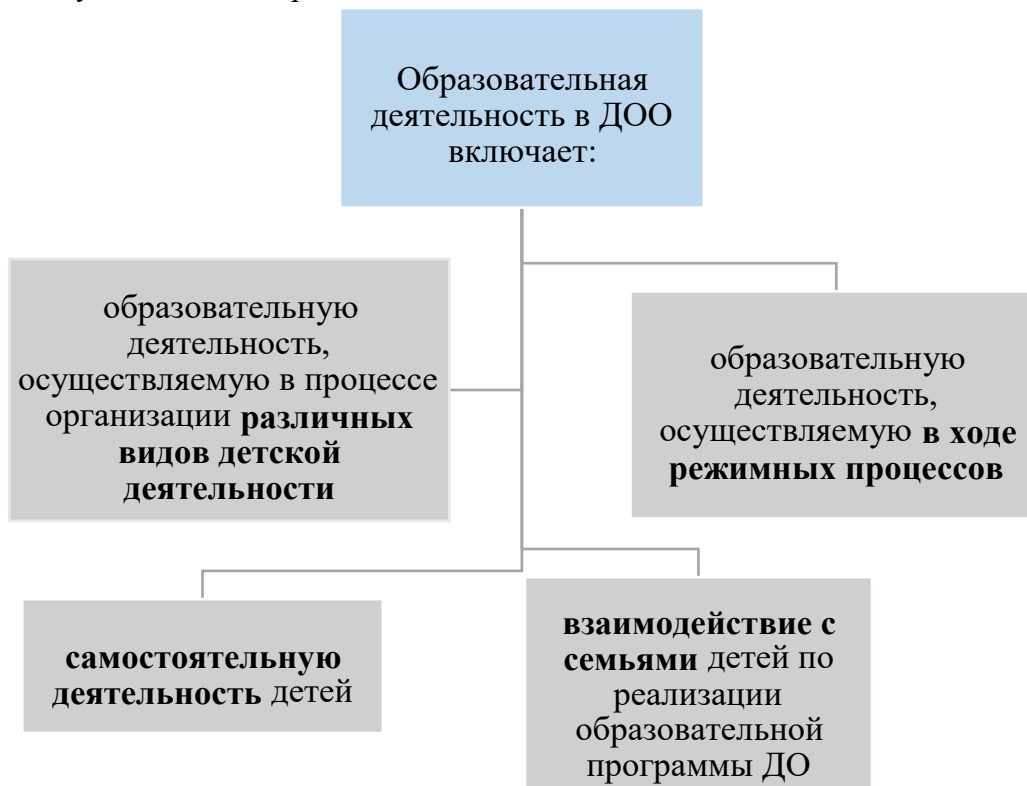 Образовательная
деятельность в ДОО
включает:
образовательную
деятельность,
осуществляемую в процессе
организации различных
видов детской
деятельности
образовательную
деятельность,
осуществляемую в ходе
режимных процессов
самостоятельную
деятельность детей
взаимодействие с
семьями детей по
реализации
образовательной
программы ДО